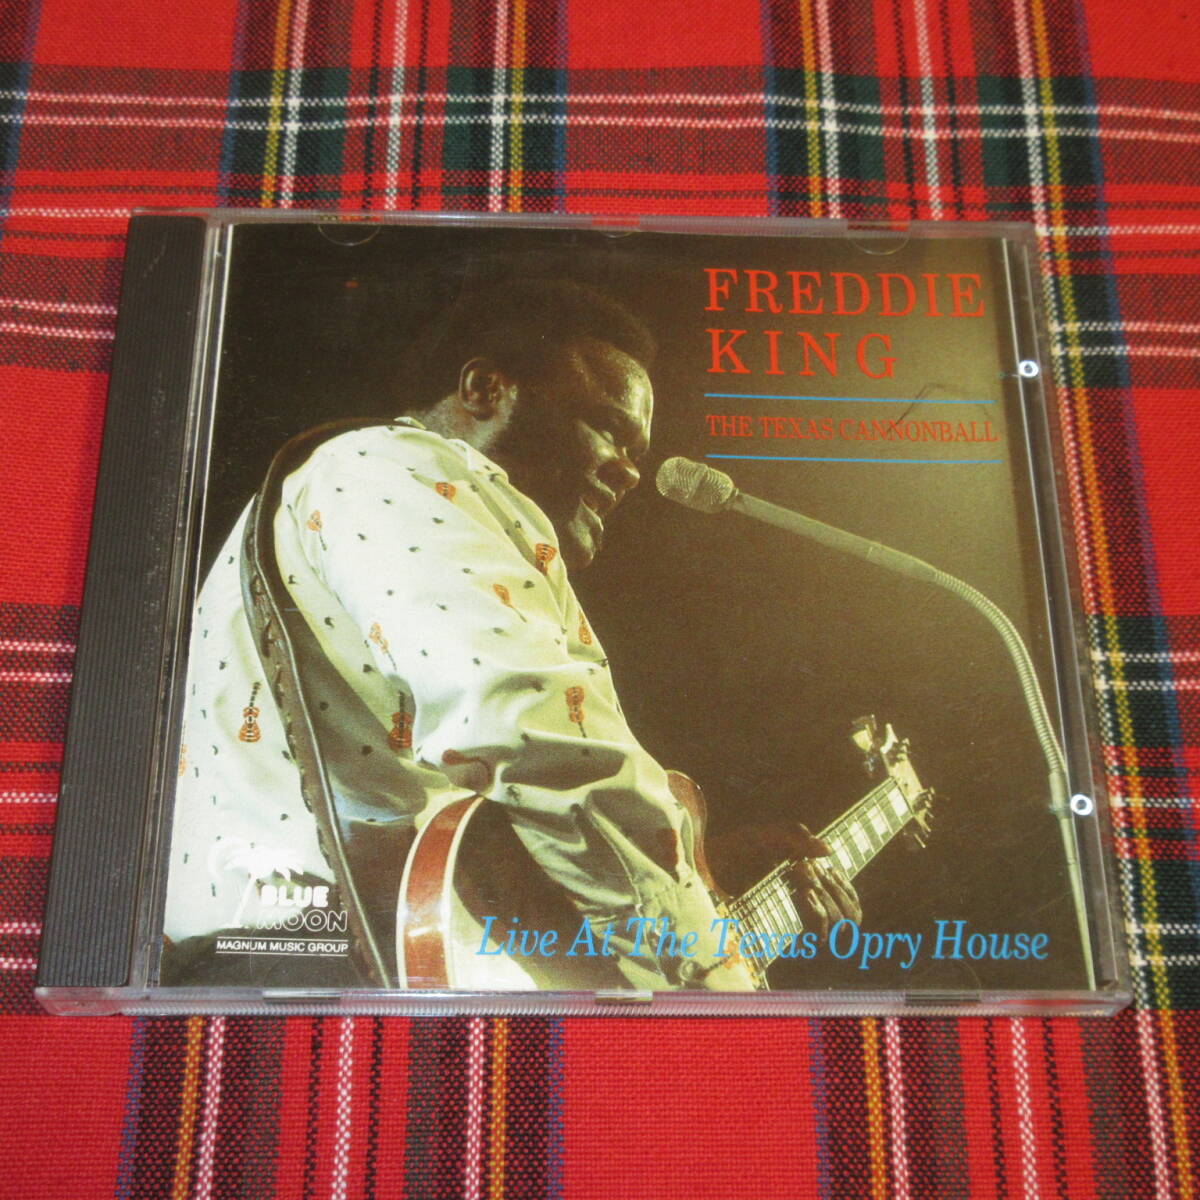 FREDDIE
KING
THE TEXAS CANNONBALL
BLUE
MOON
MAGNUM MUSIC GROUP
Live At The Texas Opry House